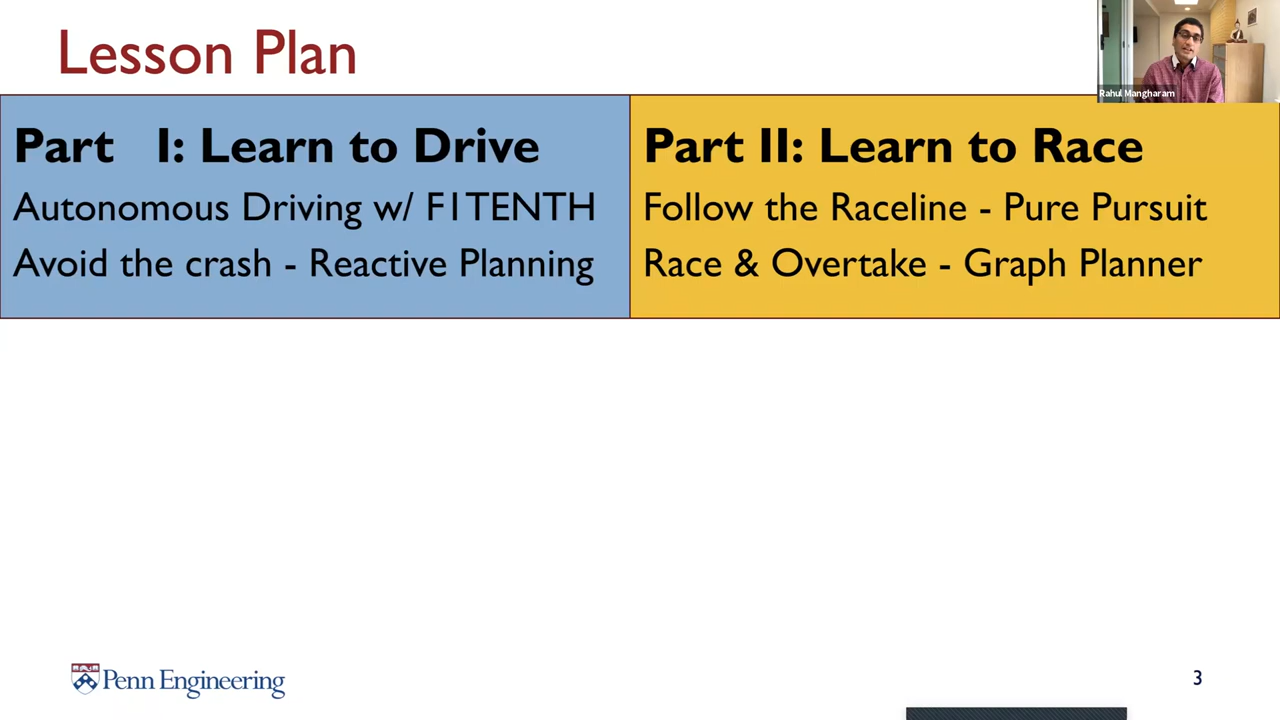 Lesson Plan
Rahul Mangharam
Part I: Learn to Drive
Autonomous Driving w/ F1TENTH
Avoid the crash - Reactive Planning
Part II: Learn to Race
Follow the Raceline - Pure Pursuit
Race & Overtake - Graph Planner
Penn Engineering
3